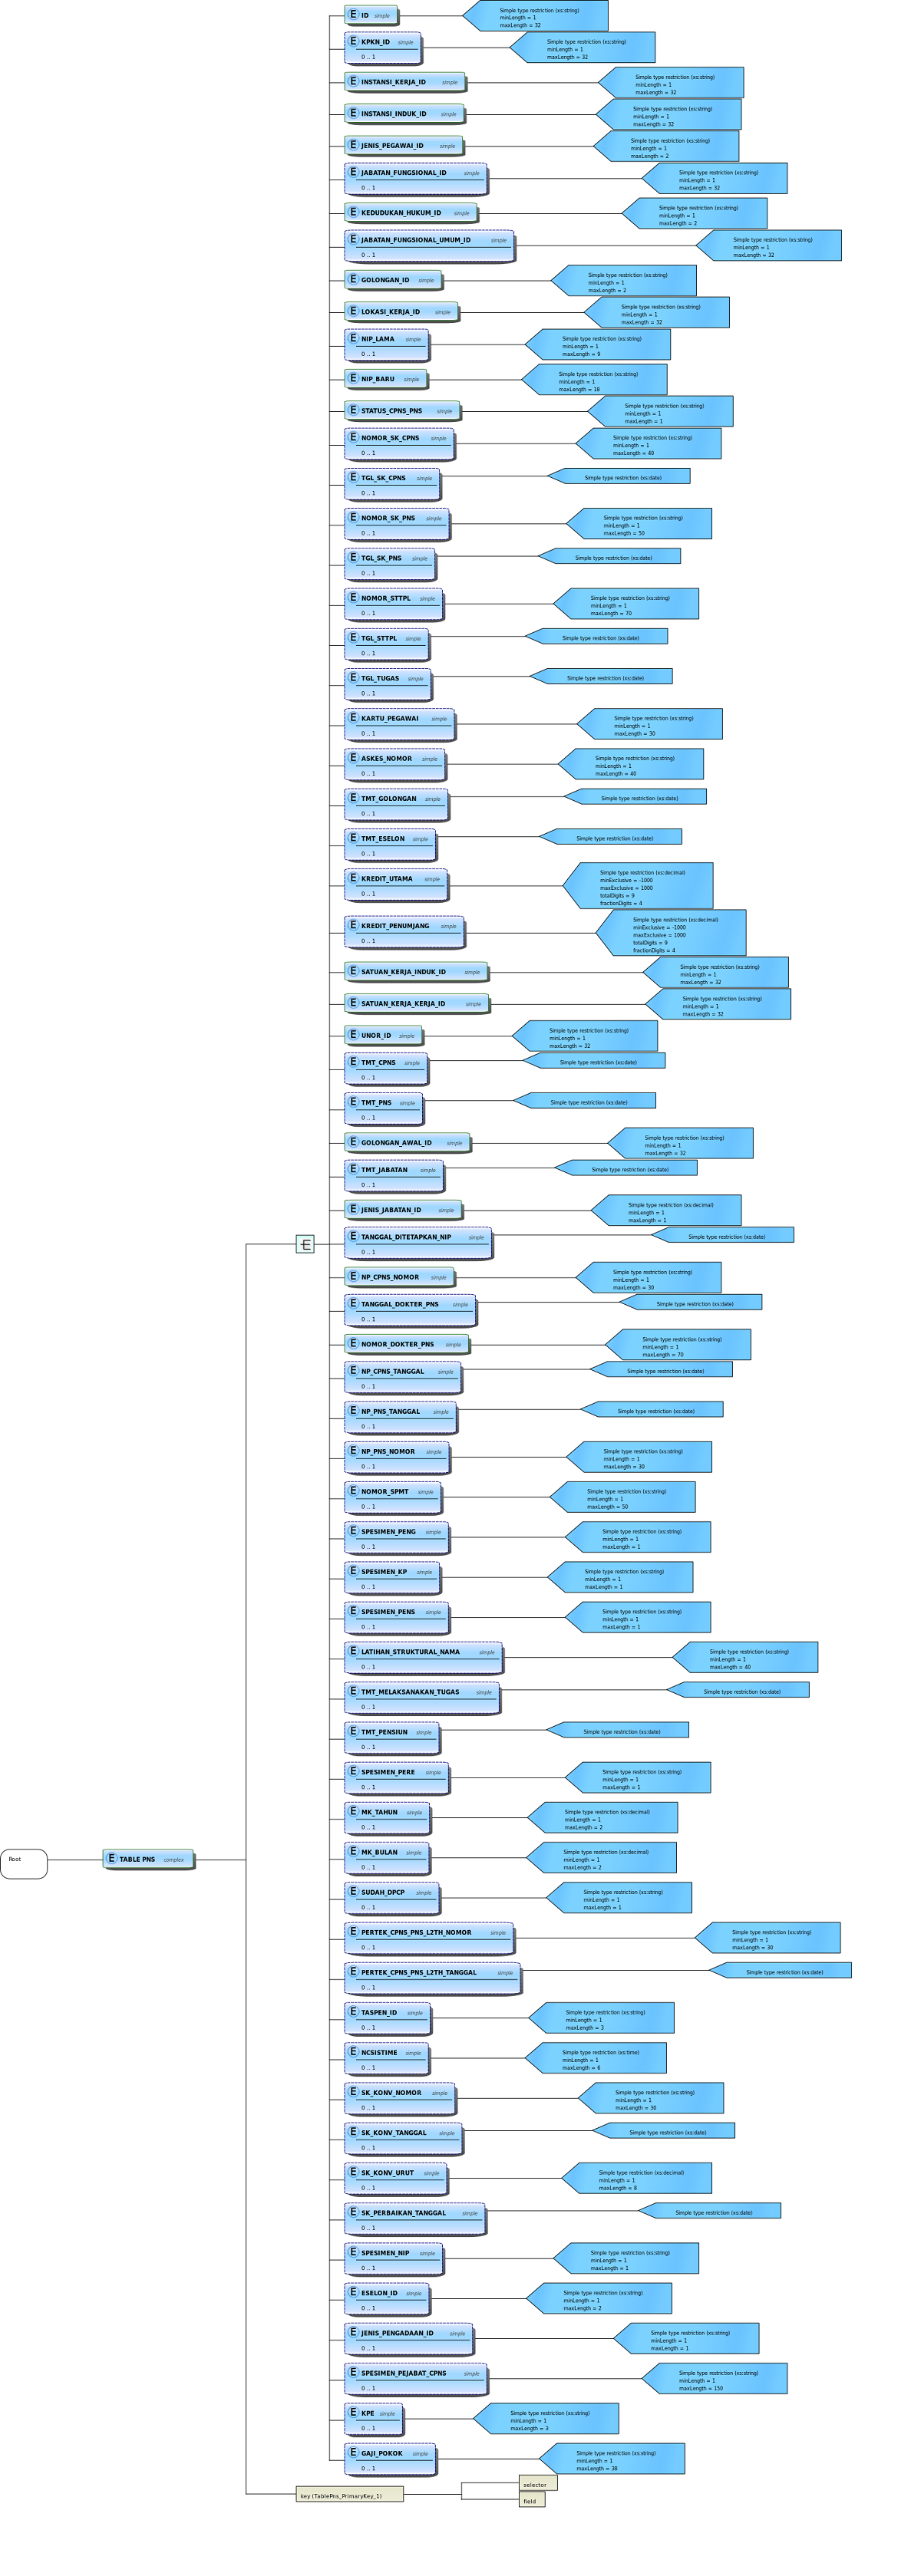 ID simple
Simple type restriction (xs:string)
minLength = 1
maxLength = 32
KPKN_ID simple
0 .. 1
Simple type restriction (xs:string)
minLength = 1
maxLength = 32
INSTANSI_KERJA_ID simple
Simple type restriction (xs:string)
minLength = 1
maxLength = 32
INSTANSI_INDUK_ID simple
Simple type restriction (xs:string)
minLength = 1
maxLength = 32
JENIS_PEGAWAI_ID simple
Simple type restriction (xs:string)
minLength = 1
maxLength = 2
JABATAN_FUNGSIONAL_ID simple
0 .. 1
Simple type restriction (xs:string)
minLength = 1
maxLength = 32
KEDUDUKAN_HUKUM_ID simple
Simple type restriction (xs:string)
minLength = 1
maxLength = 2
JABATAN_FUNGSIONAL_UMUM_ID simple
0 .. 1
Simple type restriction (xs:string)
minLength = 1
maxLength = 32
GOLONGAN_ID simple
Simple type restriction (xs:string)
minLength = 1
maxLength = 2
LOKASI_KERJA_ID simple
Simple type restriction (xs:string)
minLength = 1
maxLength = 32
NIP_LAMA simple
0 .. 1
Simple type restriction (xs:string)
minLength = 1
maxLength = 9
NIP_BARU simple
Simple type restriction (xs:string)
minLength = 1
maxLength = 18
STATUS_CPNS_PNS simple
Simple type restriction (xs:string)
minLength = 1
maxLength = 1
NOMOR_SK_CPNS simple
0 .. 1
Simple type restriction (xs:string)
minLength = 1
maxLength = 40
TGL_SK_CPNS simple
0 .. 1
Simple type restriction (xs:date)
NOMOR_SK_PNS simple
0 .. 1
Simple type restriction (xs:string)
minLength = 1
maxLength = 50
TGL_SK_PNS simple
0 .. 1
Simple type restriction (xs:date)
NOMOR_STTPL simple
0 .. 1
Simple type restriction (xs:string)
minLength = 1
maxLength = 70
TGL_STTPL simple
0 .. 1
Simple type restriction (xs:date)
TGL_TUGAS simple
0 .. 1
Simple type restriction (xs:date)
KARTU_PEGAWAI simple
0 .. 1
Simple type restriction (xs:string)
minLength = 1
maxLength = 30
ASKES_NOMOR simple
0 .. 1
Simple type restriction (xs:string)
minLength = 1
maxLength = 40
TMT_GOLONGAN simple
0 .. 1
Simple type restriction (xs:date)
TMT_ESELON simple
0 .. 1
Simple type restriction (xs:date)
KREDIT_UTAMA simple
0 .. 1
Simple type restriction (xs:decimal)
minExclusive = -1000
maxExclusive = 1000
totalDigits = 9
fractionDigits = 4
KREDIT_PENUMJANG simple
0 .. 1
Simple type restriction (xs:decimal)
minExclusive = -1000
maxExclusive = 1000
totalDigits = 9
fractionDigits = 4
SATUAN_KERJA_INDUK_ID simple
Simple type restriction (xs:string)
minLength = 1
maxLength = 32
SATUAN_KERJA_KERJA_ID simple
Simple type restriction (xs:string)
minLength = 1
maxLength = 32
UNOR_ID simple
Simple type restriction (xs:string)
minLength = 1
maxLength = 32
TMT_CPNS simple
0 .. 1
Simple type restriction (xs:date)
TMT_PNS simple
0 .. 1
Simple type restriction (xs:date)
GOLONGAN_AWAL_ID simple
Simple type restriction (xs:string)
minLength = 1
maxLength = 32
TMT_JABATAN simple
0 .. 1
Simple type restriction (xs:date)
JENIS_JABATAN_ID simple
Simple type restriction (xs:decimal)
minLength = 1
maxLength = 1
TANGGAL_DITETAPKAN_NIP simple
0 .. 1
Simple type restriction (xs:date)
NP_CPNS_NOMOR simple
Simple type restriction (xs:string)
minLength = 1
maxLength = 30
TANGGAL_DOKTER_PNS simple
0 .. 1
Simple type restriction (xs:date)
NOMOR_DOKTER_PNS simple
Simple type restriction (xs:string)
minLength = 1
maxLength = 70
NP_CPNS_TANGGAL simple
0 .. 1
Simple type restriction (xs:date)
NP_PNS_TANGGAL simple
0 .. 1
Simple type restriction (xs:date)
NP_PNS_NOMOR simple
0 .. 1
Simple type restriction (xs:string)
minLength = 1
maxLength = 30
NOMOR_SPMT simple
0 .. 1
Simple type restriction (xs:string)
minLength = 1
maxLength = 50
SPESIMEN_PENG simple
0 .. 1
Simple type restriction (xs:string)
minLength = 1
maxLength = 1
SPESIMEN_KP simple
0 .. 1
Simple type restriction (xs:string)
minLength = 1
maxLength = 1
SPESIMEN_PENS simple
0 .. 1
Simple type restriction (xs:string)
minLength = 1
maxLength = 1
LATIHAN_STRUKTURAL_NAMA simple
0 .. 1
Simple type restriction (xs:string)
minLength = 1
maxLength = 40
TMT_MELAKSANAKAN_TUGAS simple
0 .. 1
Simple type restriction (xs:date)
TMT_PENSIUN simple
0 .. 1
Simple type restriction (xs:date)
SPESIMEN_PERE simple
0 .. 1
Simple type restriction (xs:string)
minLength = 1
maxLength = 1
MK_TAHUN simple
0 .. 1
Simple type restriction (xs:decimal)
minLength = 1
maxLength = 2
Root
TABLE PNS complex
MK_BULAN simple
0 .. 1
Simple type restriction (xs:decimal)
minLength = 1
maxLength = 2
SUDAH_DPCP simple
0 .. 1
Simple type restriction (xs:string)
minLength = 1
maxLength = 1
PERTEK_CPNS_PNS_L2TH_NOMOR simple
0 .. 1
Simple type restriction (xs:string)
minLength = 1
maxLength = 30
PERTEK_CPNS_PNS_L2TH_TANGGAL simple
0 .. 1
Simple type restriction (xs:date)
TASPEN_ID simple
0 .. 1
Simple type restriction (xs:string)
minLength = 1
maxLength = 3
NCSISTIME simple
0 .. 1
Simple type restriction (xs:time)
minLength = 1
maxLength = 6
SK_KONV_NOMOR simple
0 .. 1
Simple type restriction (xs:string)
minLength = 1
maxLength = 30
SK_KONV_TANGGAL simple
0 .. 1
Simple type restriction (xs:date)
SK_KONV_URUT simple
0 .. 1
Simple type restriction (xs:decimal)
minLength = 1
maxLength = 8
SK_PERBAIKAN_TANGGAL simple
0 .. 1
Simple type restriction (xs:date)
SPESIMEN_NIP simple
0 .. 1
Simple type restriction (xs:string)
minLength = 1
maxLength = 1
ESELON_ID simple
0 .. 1
Simple type restriction (xs:string)
minLength = 1
maxLength = 2
JENIS_PENGADAAN_ID simple
0 .. 1
Simple type restriction (xs:string)
minLength = 1
maxLength = 1
SPESIMEN_PEJABAT_CPNS simple
0 .. 1
Simple type restriction (xs:string)
minLength = 1
maxLength = 150
KPE simple
0 .. 1
Simple type restriction (xs:string)
minLength = 1
maxLength = 3
GAJI_POKOK simple
0 .. 1
Simple type restriction (xs:string)
minLength = 1
maxLength = 38
key (TablePns_PrimaryKey_1)
selector
field